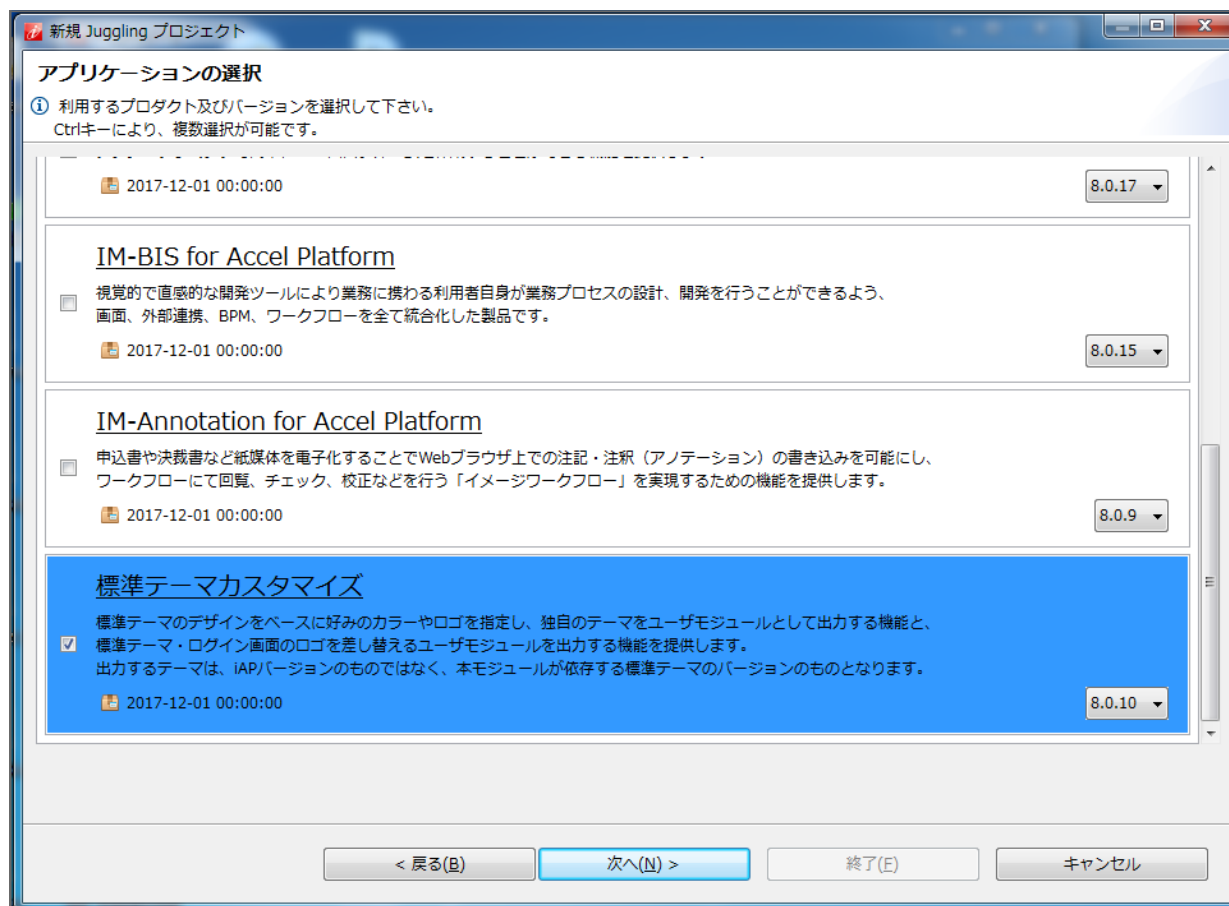 新規 Juggling プロジェクト
アプリケーションの選択
利用するプロダクト及びバージョンを選択して下さい。
Ctrlキーにより、複数選択が可能です。
2017-12-01 00:00:00
8.0.17
IM-BIS for Accel Platform
視覚的で直感的な開発ツールにより業務に携わる利用者自身が業務プロセスの設計、開発を行うことができるよう、
画面、外部連携、BPM、ワークフローを全て統合化した製品です。
2017-12-01 00:00:00
8.0.15
IM-Annotation for Accel Platform
申込書や決裁書など紙媒体を電子化することでWebブラウザ上での注記・注釈（アノテーション）の書き込みを可能にし、
ワークフローにて回覧、チェック、校正などを行う「イメージワークフロー」を実現するための機能を提供します。
2017-12-01 00:00:00
8.0.9
標準テーマカスタマイズ
標準テーマのデザインをベースに好みのカラーやロゴを指定し、独自のテーマをユーザモジュールとして出力する機能と、
標準テーマ・ログイン画面のロゴを差し替えるユーザモジュールを出力する機能を提供します。
出力するテーマは、iAPバージョンのものではなく、本モジュールが依存する標準テーマのバージョンのものとなります。
2017-12-01 00:00:00
8.0.10
< 戻る(B)
次へ(N) >
終了(F)
キャンセル